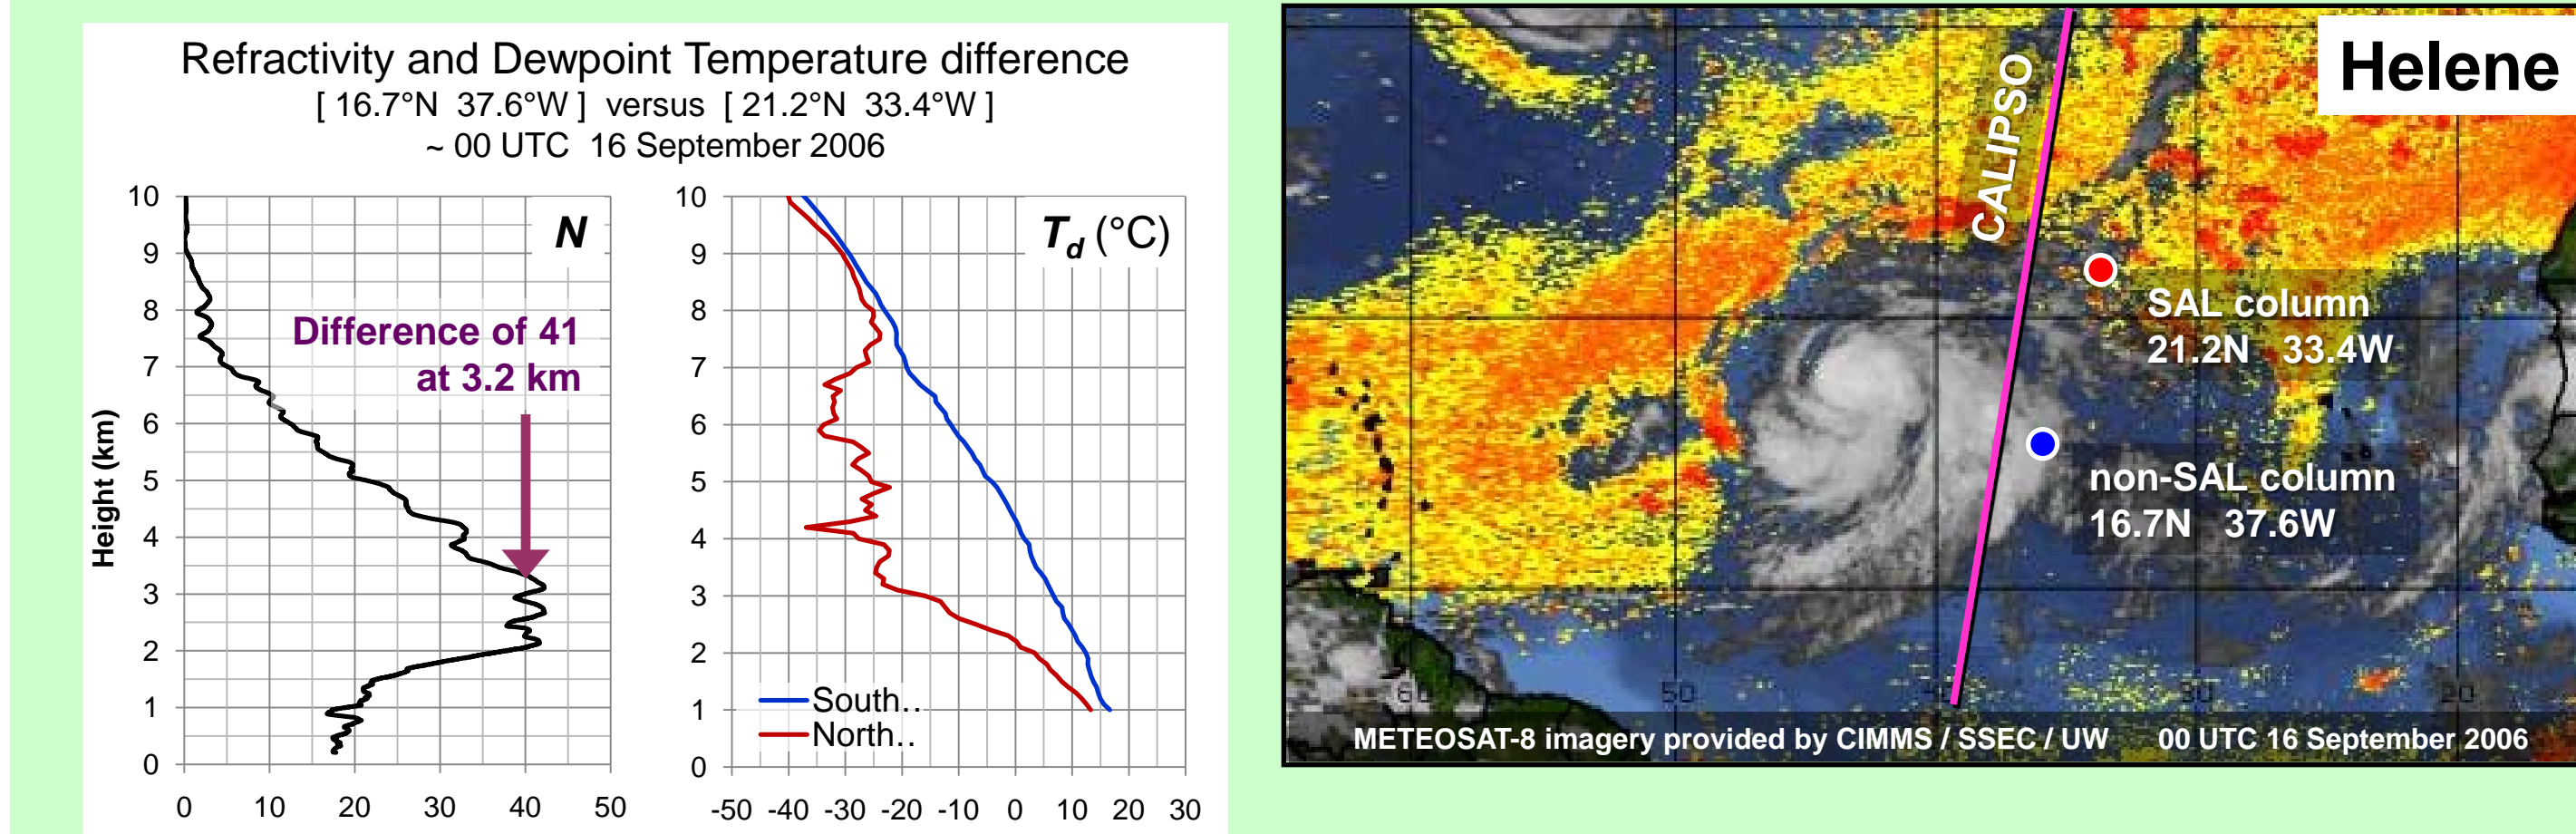 Refractivity and Dewpoint Temperature difference
[ 16.7°N 37.6°W ] versus [ 21.2°N 33.4°W ]
~ 00 UTC 16 September 2006
N
Difference of 41
at 3.2 km
Height (km)
10
9
8
7
6
5
4
3
2
1
0
0 10 20 30 40 50
T_d (°C)
10
9
8
7
6
5
4
3
2
1
0
South..
North..
-50 -40 -30 -20 -10 0 10 20 30
Helene
CALIPSO
SAL column
21.2N 33.4W
non-SAL column
16.7N 37.6W
60 50 40 30 20
METEOSAT-8 imagery provided by CIMMS / SSEC / UW 00 UTC 16 September 2006